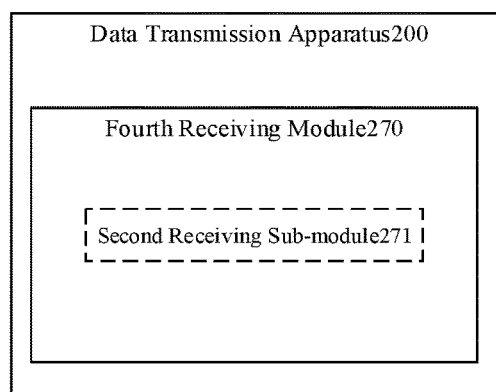 Data Transmission Apparatus200
Fourth Receiving Module270
Second Receiving Sub-module271